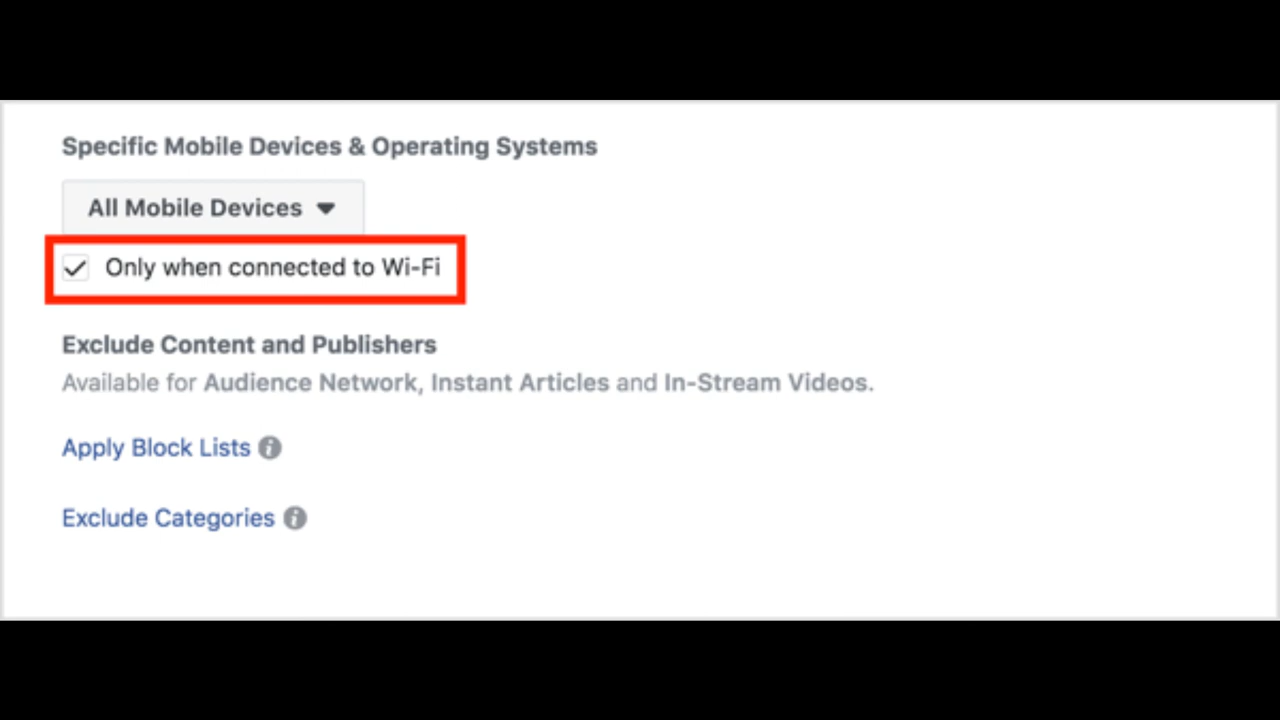 Specific Mobile Devices & Operating Systems
All Mobile Devices
Only when connected to Wi-Fi
Exclude Content and Publishers
Available for Audience Network, Instant Articles and In-Stream Videos.
Apply Block Lists
Exclude Categories